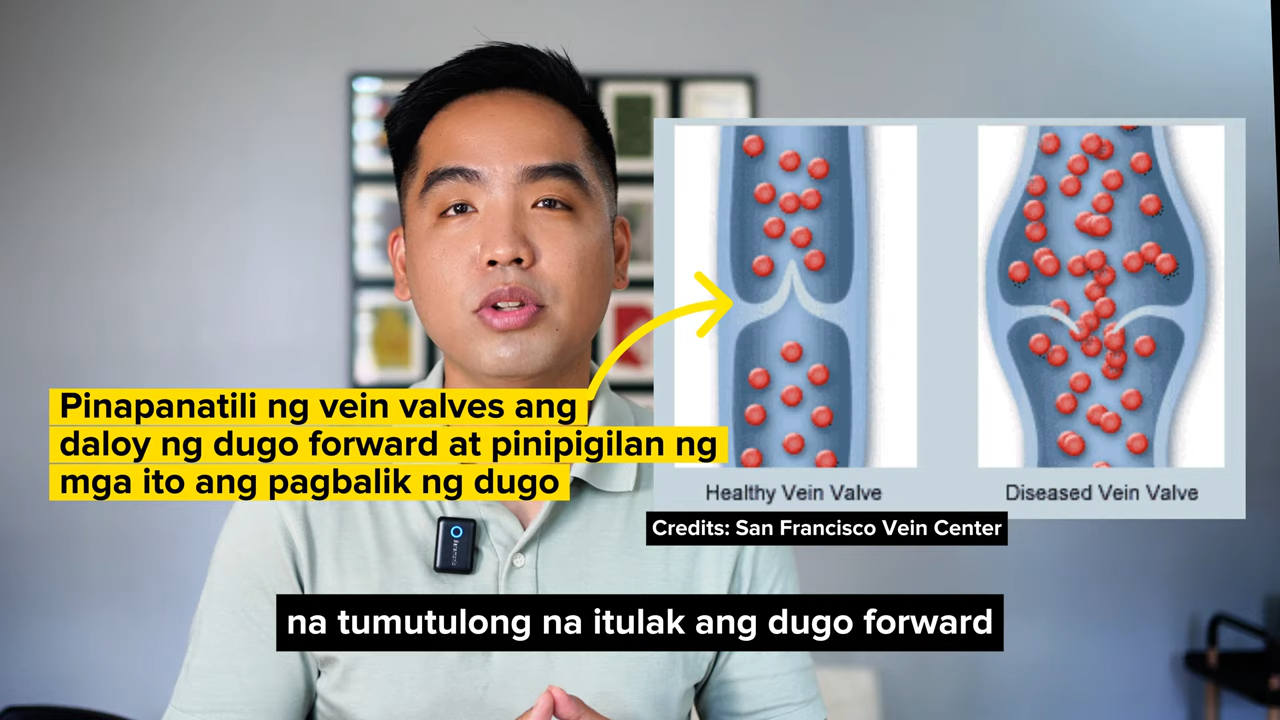 Pinapanatili ng vein valves ang
daloy ng dugo forward at pinipigilan ng
mga ito ang pagbalik ng dugo
Healthy Vein Valve
Diseased Vein Valve
Credits: San Francisco Vein Center
na tumutulong na itulak ang dugo forward